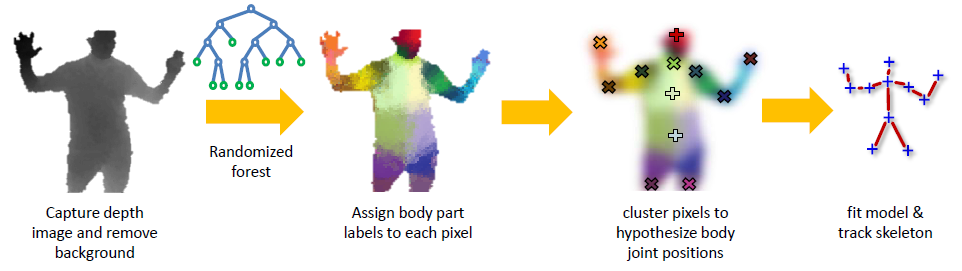 Randomized
forest
Capture depth
image and remove
background
Assign body part
labels to each pixel
cluster pixels to
hypothesize body
joint positions
fit model &
track skeleton